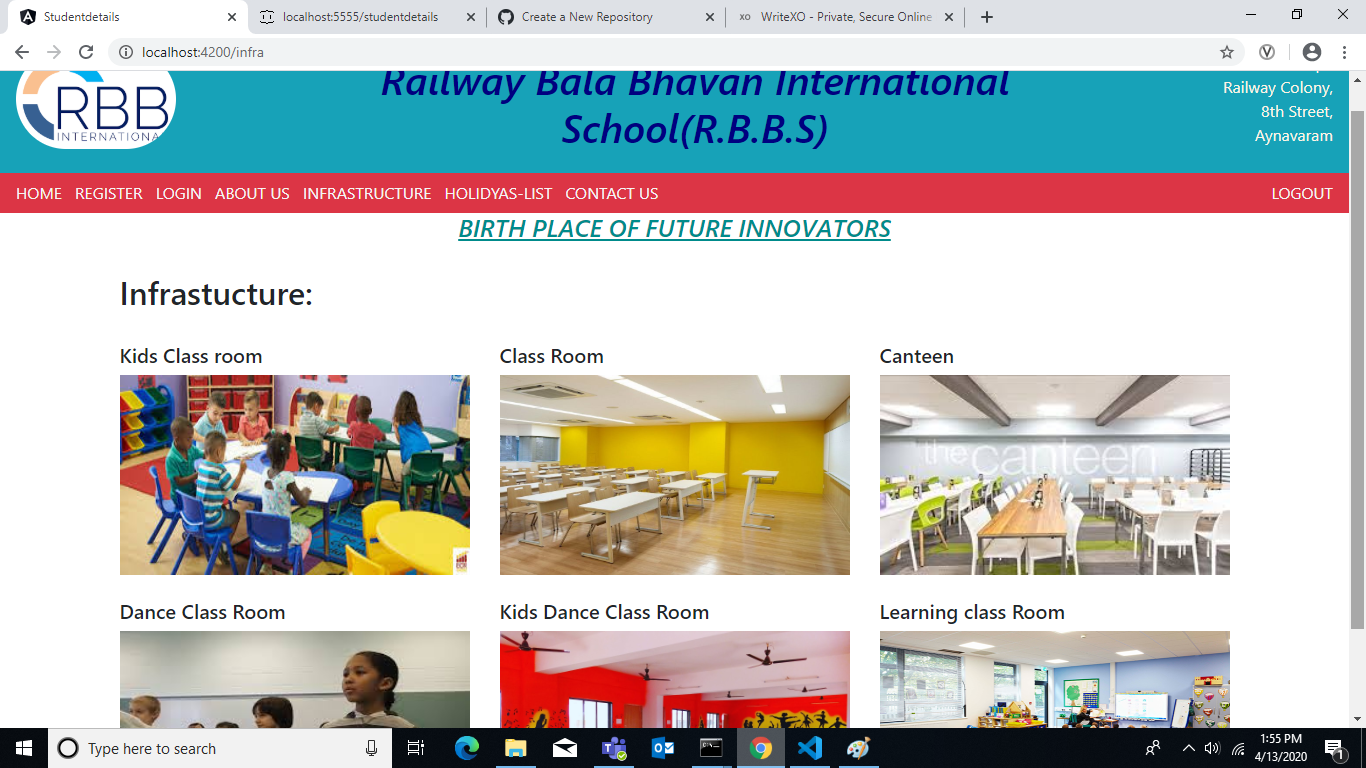 Studentdetails
localhost:5555/studentdetails
Create a New Repository
XO WriteXO - Private, Secure Online
localhost:4200/infra
RBB
INTERNATIONAL
Railway Bala Bhavan International
School(R.B.B.S)
Railway Colony,
8th Street,
Aynavaram
HOME REGISTER LOGIN ABOUT US INFRASTRUCTURE HOLIDYAS-LIST CONTACT US LOGOUT
BIRTH PLACE OF FUTURE INNOVATORS
Infrastucture:
Kids Class room Class Room Canteen
the canteen
Dance Class Room Kids Dance Class Room Learning class Room
Type here to search
1:55 PM
4/13/2020
1